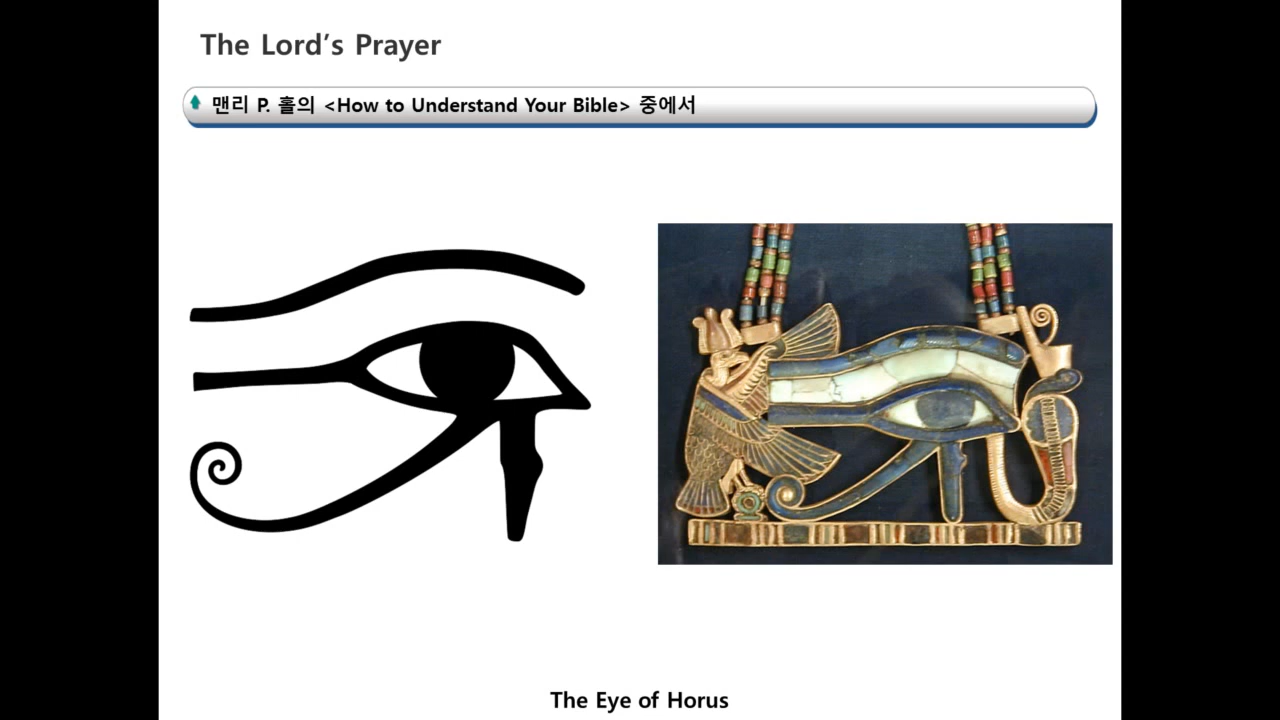 The Lord’s Prayer
맨리 P. 홀의 <How to Understand Your Bible> 중에서
The Eye of Horus